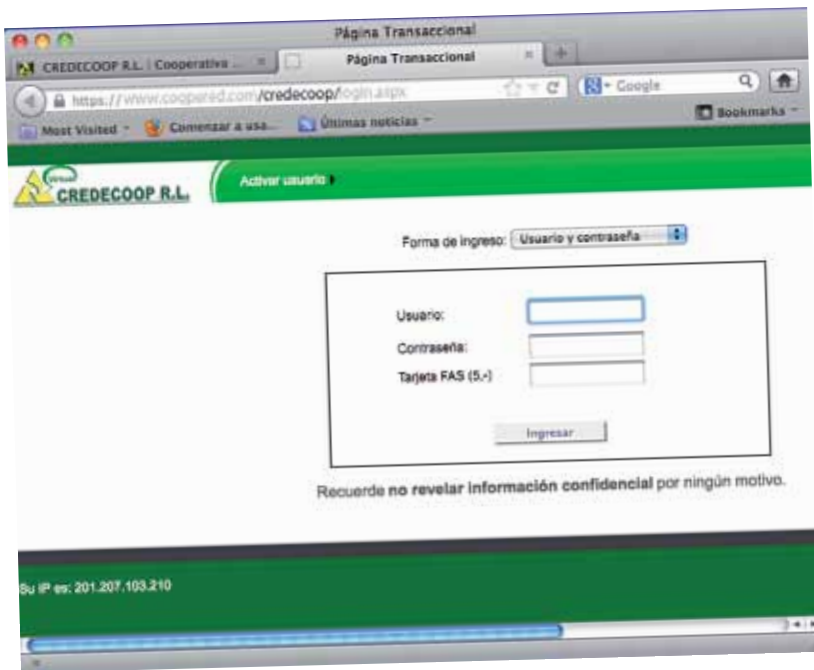 Página Transaccional
CREDECOOP R.L. | Cooperativa ...
Página Transaccional
https://www.coopered.com/credecoop/login.aspx
Google
Most Visited
Comenzar a usa...
Últimas noticias
Bookmarks
Virtual
CREDECOOP R.L.
Activar usuario
Forma de ingreso: Usuario y contraseña
Usuario:
Contraseña:
Tarjeta FAS (5,-)
Ingresar
Recuerde no revelar información confidencial por ningún motivo.
Su IP es: 201.207.103.210